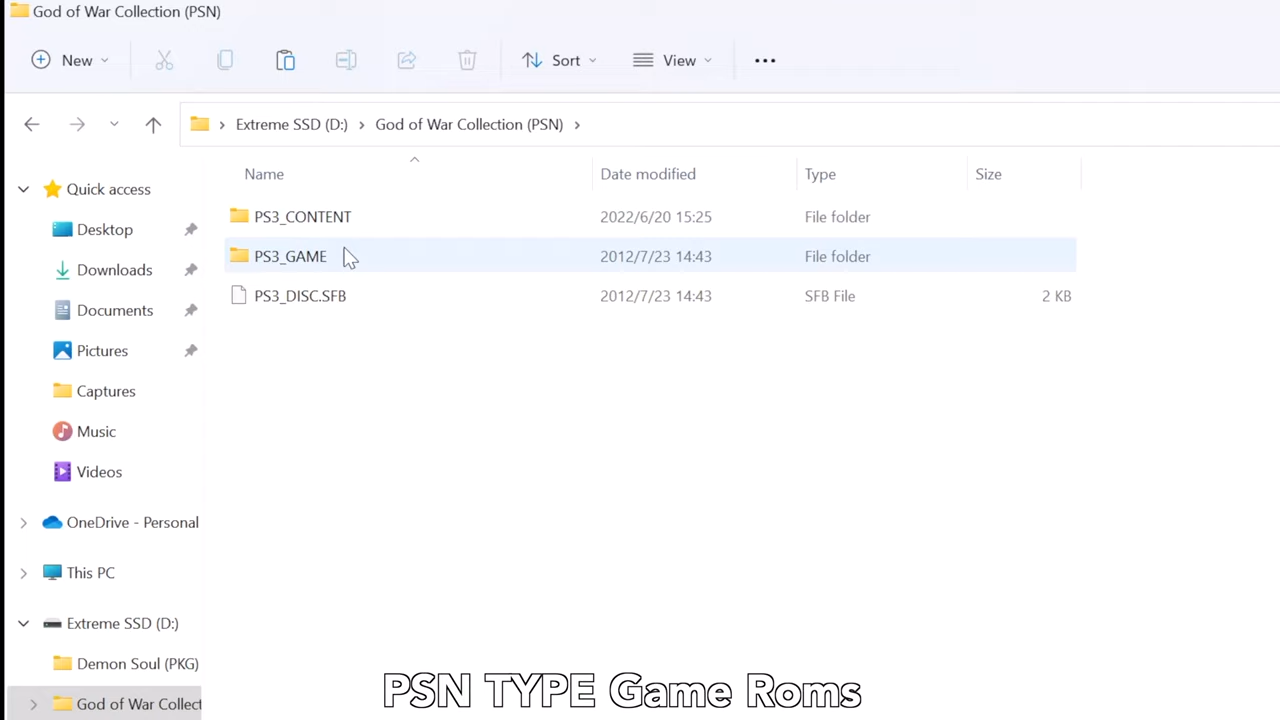 God of War Collection (PSN)
New Sort View
Extreme SSD (D:) God of War Collection (PSN)
Name Date modified Type Size
PS3_CONTENT 2022/6/20 15:25 File folder
PS3_GAME 2012/7/23 14:43 File folder
PS3_DISC.SFB 2012/7/23 14:43 SFB File 2 KB
Quick access
Desktop
Downloads
Documents
Pictures
Captures
Music
Videos
OneDrive - Personal
This PC
Extreme SSD (D:)
Demon Soul (PKG)
God of War Collect
PSN TYPE Game Roms